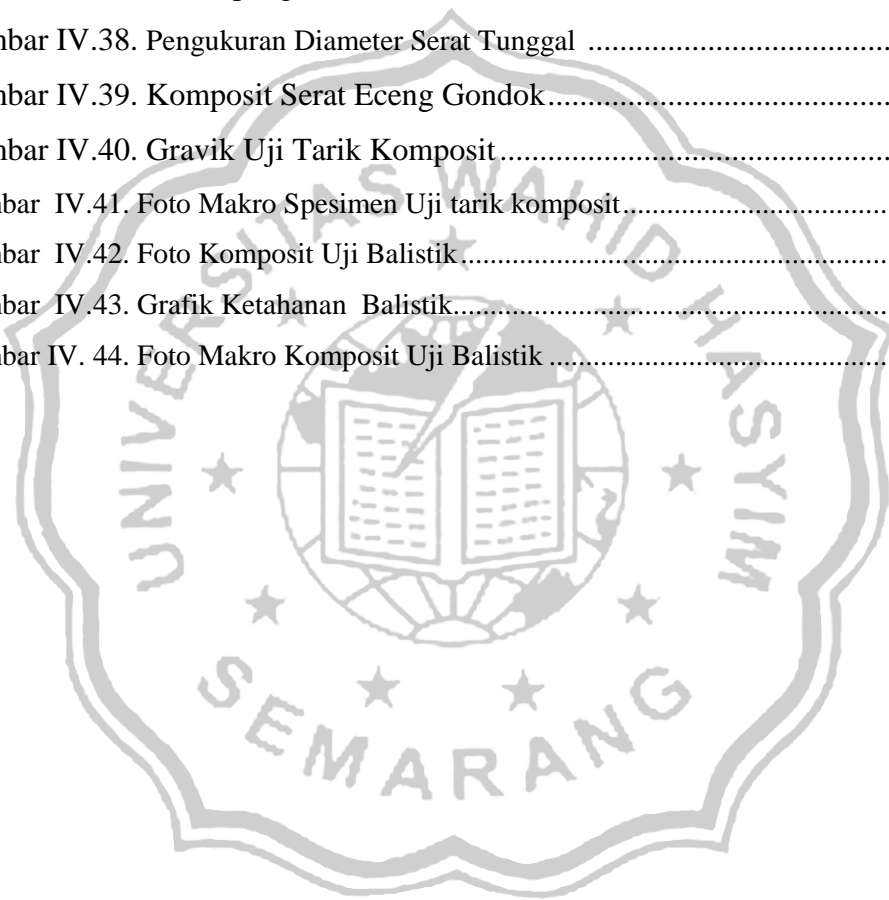 mbar IV.38. Pengukuran Diameter Serat Tunggal ......................................
mbar IV.39. Komposit Serat Eceng Gondok............................................
mbar IV.40. Gravik Uji Tarik Komposit..................................................
mbar IV.41. Foto Makro Spesimen Uji tarik komposit.................................
mbar IV.42. Foto Komposit Uji Balistik.....................................................
mbar IV.43. Grafik Ketahanan Balistik......................................................
mbar IV. 44. Foto Makro Komposit Uji Balistik ...........................................
UNIVERSITAS WAHID HASYIM
SEMARANG